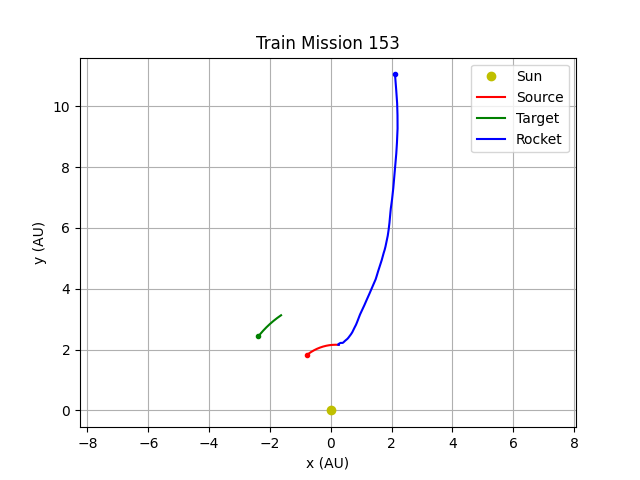 Train Mission 153
Sun
Source
Target
Rocket
y (AU)
10
8
6
4
2
0
−8
−6
−4
−2
0
2
4
6
8
x (AU)